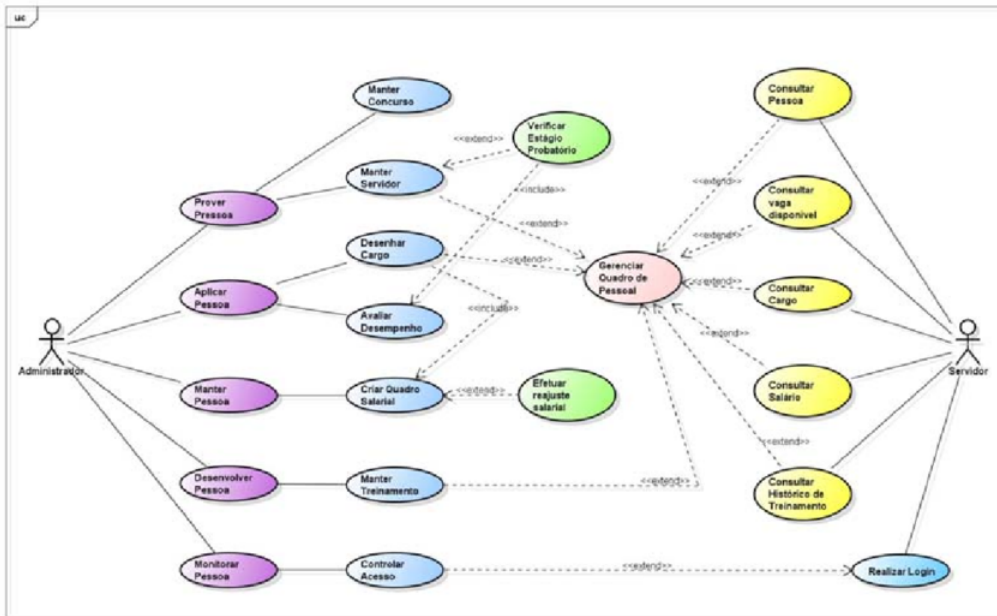 uc
Manter
Concurso
Manter
Servidor
Verificar
Estágio
Probatório
<<extend>>
<<include>>
<<extend>>
Prover
Pressoa
Desenhar
Cargo
<<extend>>
Aplicar
Pessoa
Avaliar
Desempenho
<<include>>
Gerenciar
Quadro de
Pessoal
Administrador
Manter
Pessoa
Criar Quadro
Salarial
<<extend>>
Efetuar
reajuste
salarial
Desenvolver
Pessoa
Manter
Treinamento
<<extend>>
Monitorar
Pessoa
Controlar
Acesso
<<extend>>
Consultar
Pessoa
<<extend>>
Consultar
vaga
disponível
<<extend>>
Consultar
Cargo
<<extend>>
<<extend>>
Consultar
Salário
Servidor
<<extend>>
Consultar
Histórico de
Treinamento
Realizar Login